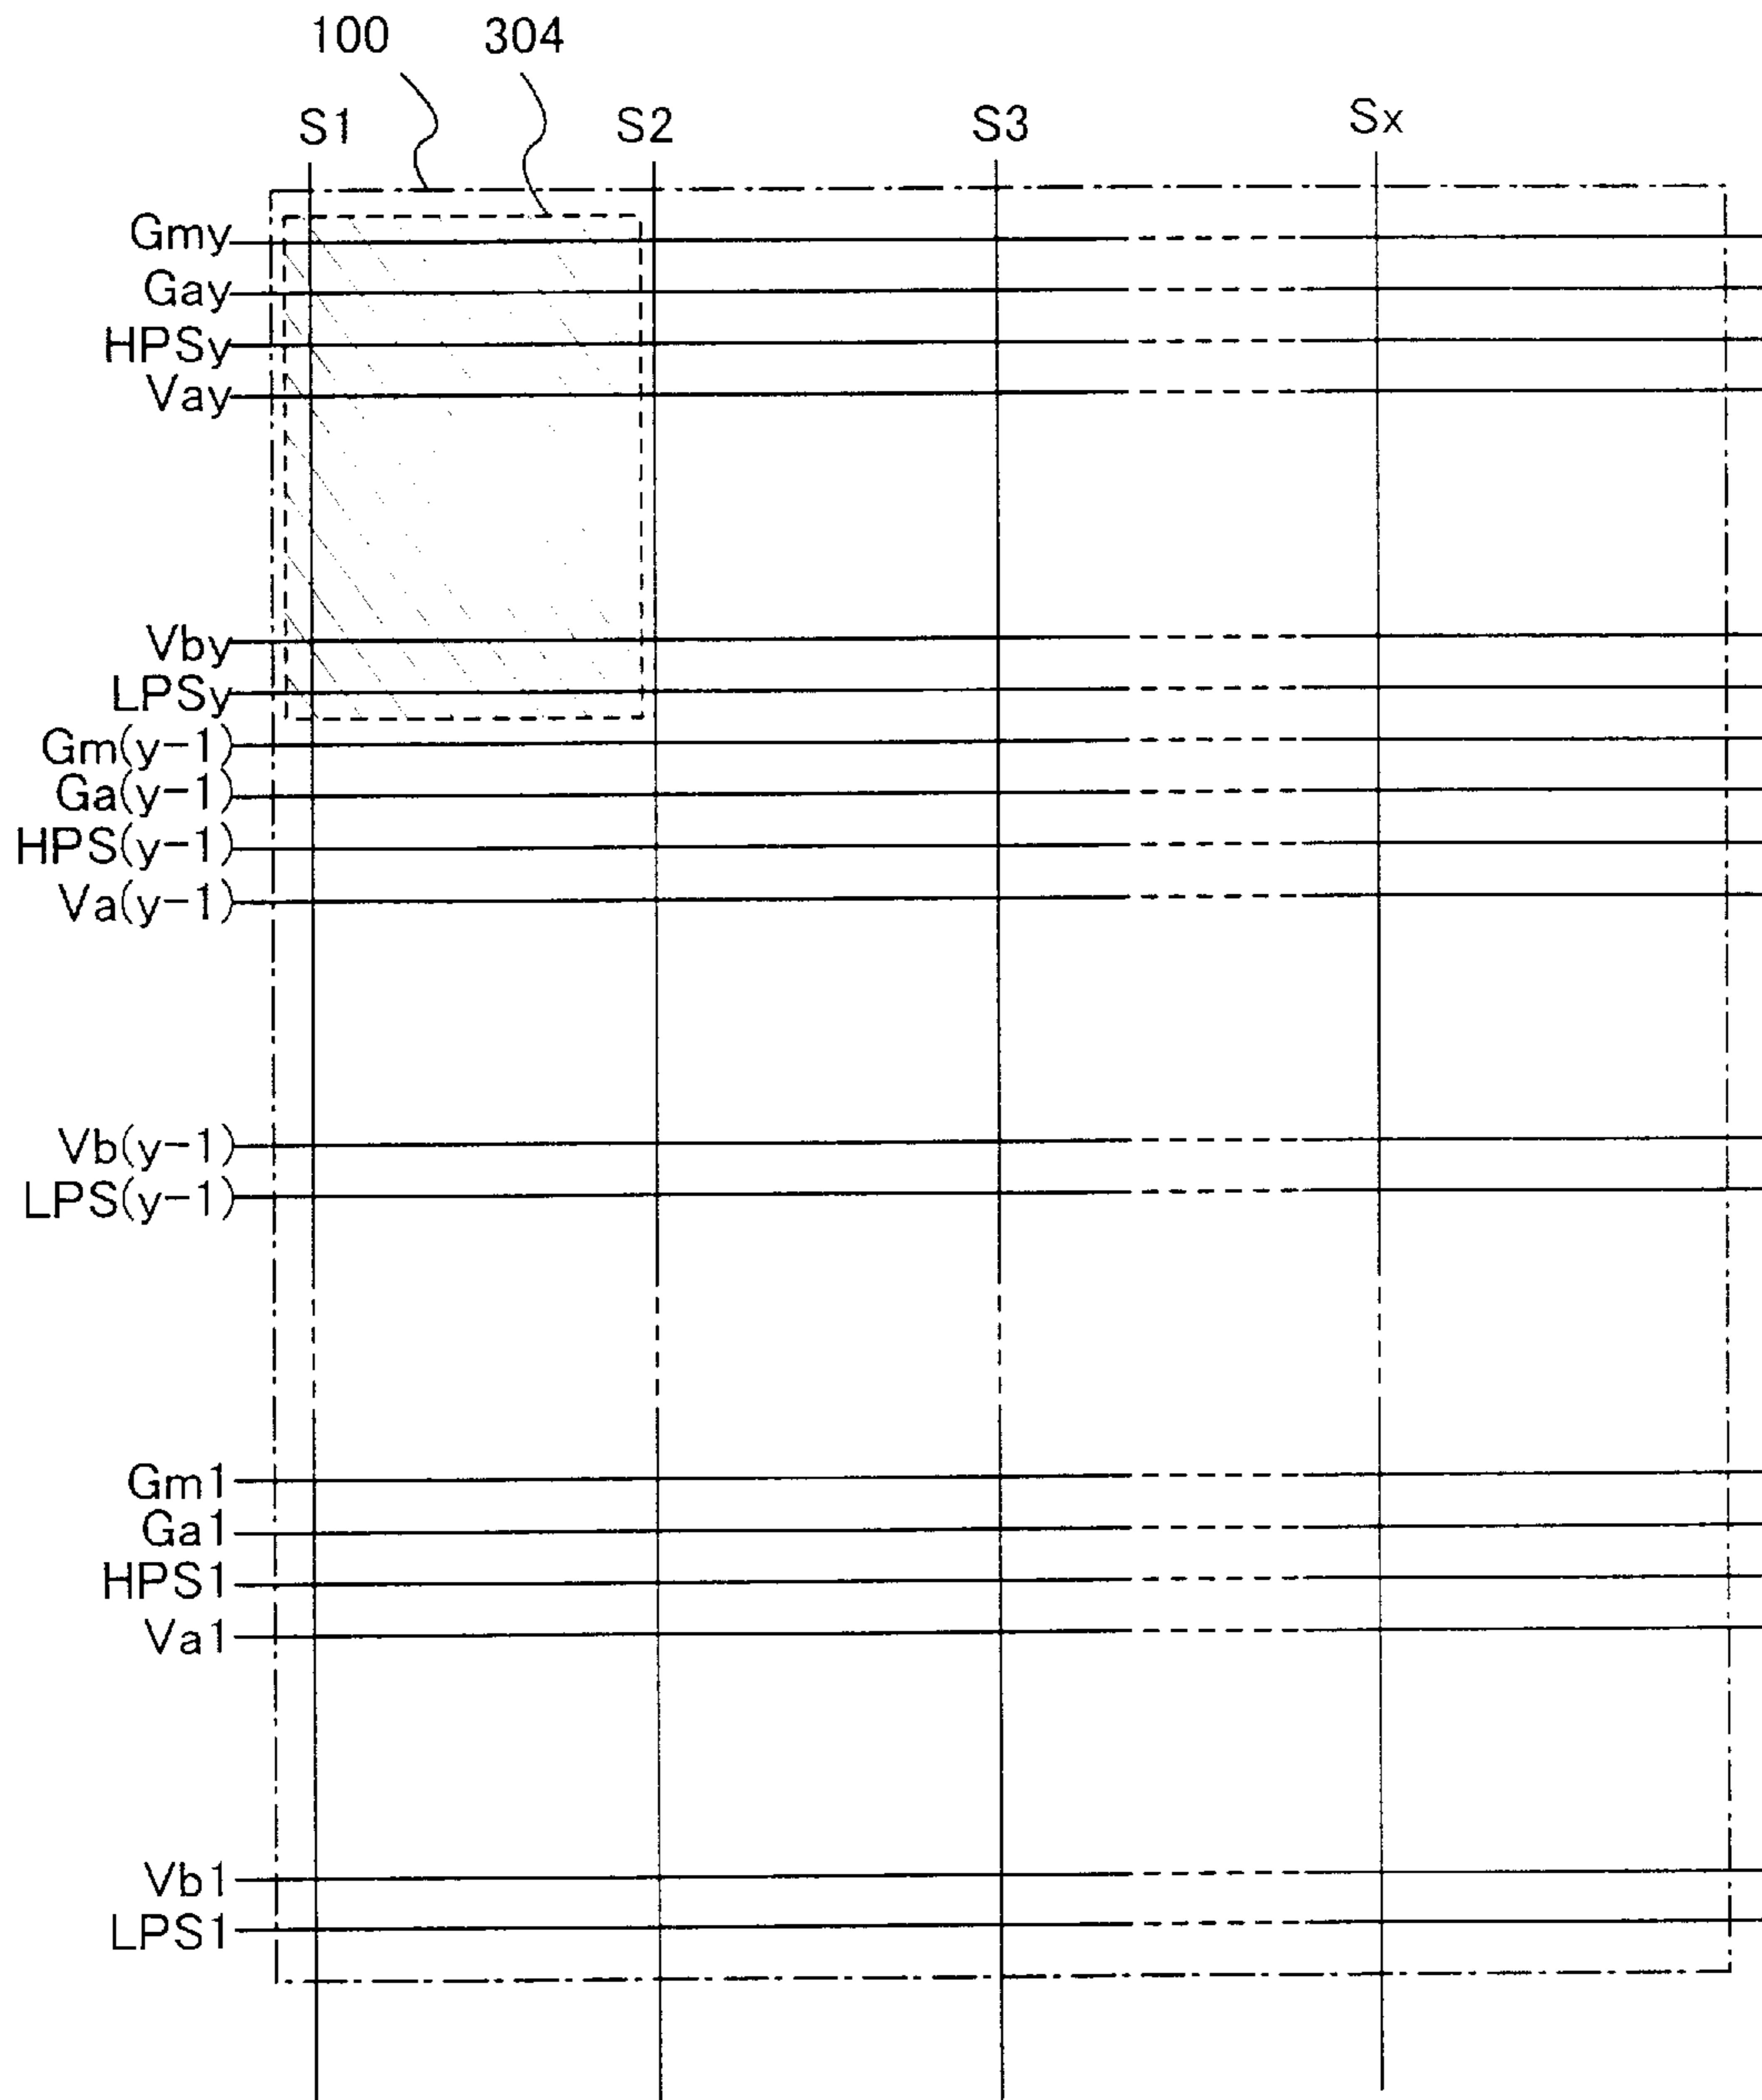 100 304
S1 S2 S3 Sx
Gmy
Gay
HPSy
Vay
Vby
LPSy
Gm(y-1)
Ga(y-1)
HPS(y-1)
Va(y-1)
Vb(y-1)
LPS(y-1)
Gm1
Ga1
HPS1
Va1
Vb1
LPS1